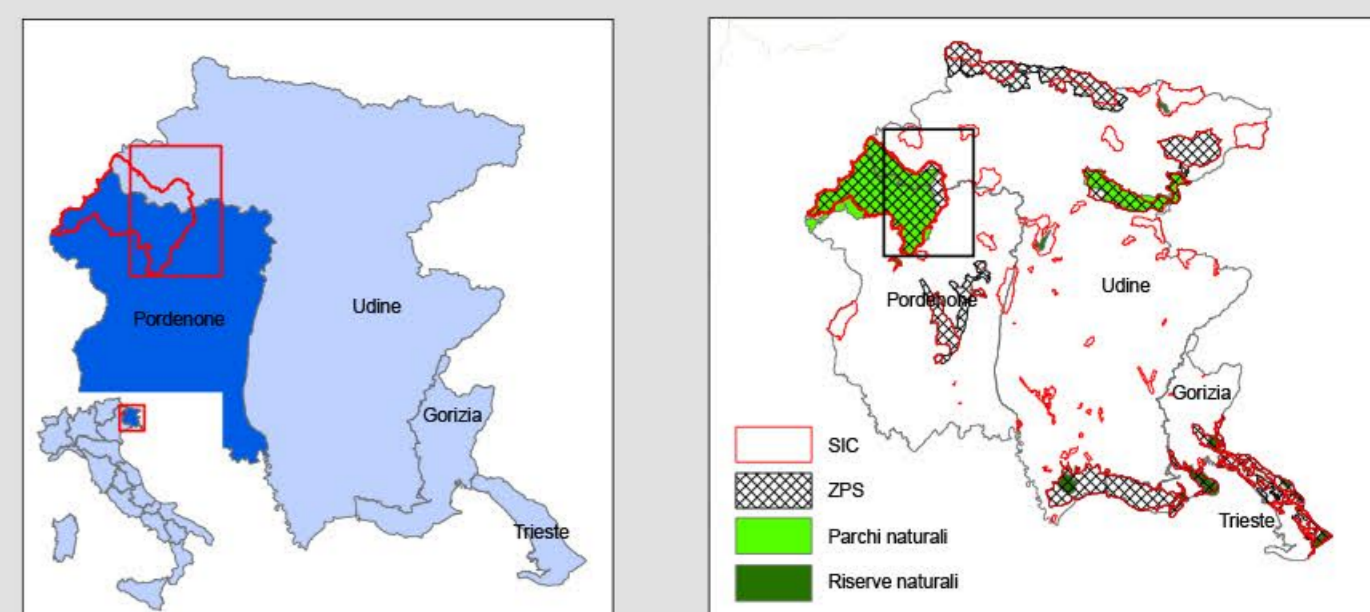 Pordenone
Udine
Gorizia
Trieste
Pordenone
Udine
Gorizia
Trieste
SIC
ZPS
Parchi naturali
Riserve naturali